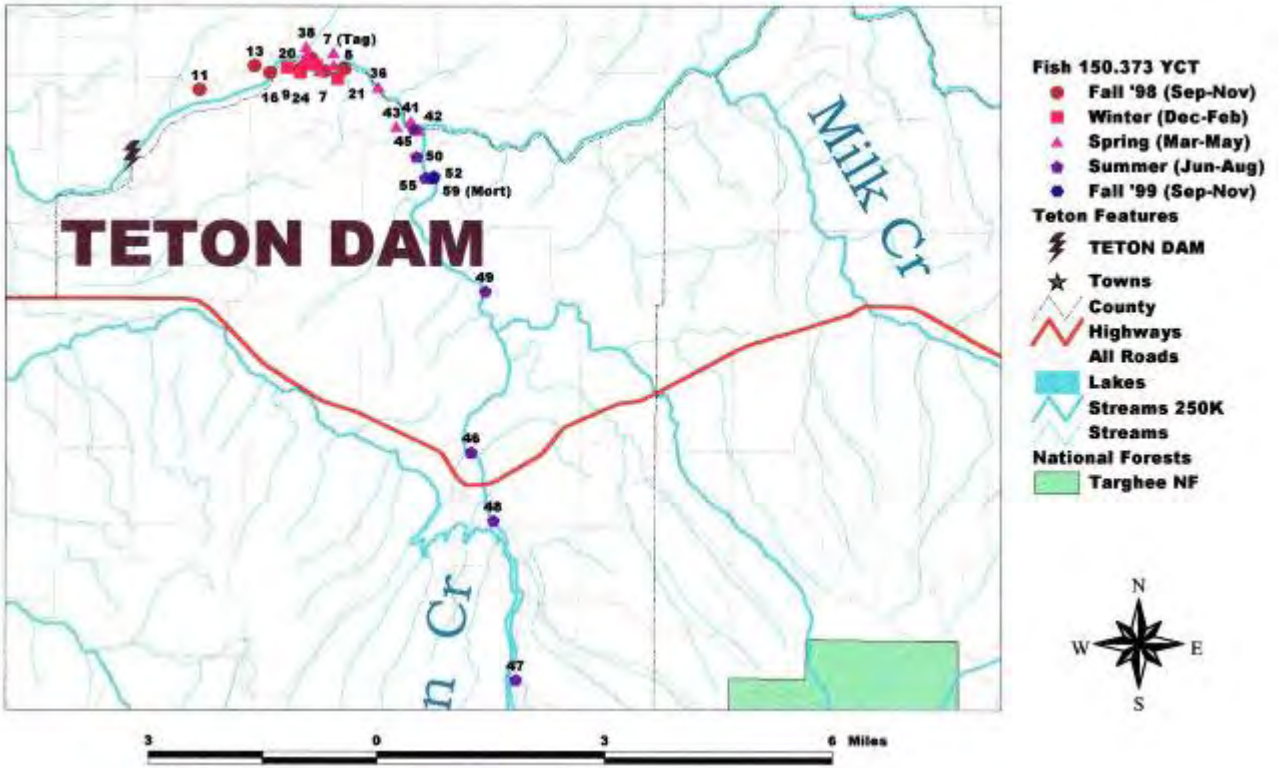 38
7 (Tag)
13
20
5
11
36
16
9
24
7
21
41
43
42
45
50
52
55
59 (Mort)
Milk Cr
TETON DAM
49
46
48
n Cr
47
Fish 150.373 YCT
Fall '98 (Sep-Nov)
Winter (Dec-Feb)
Spring (Mar-May)
Summer (Jun-Aug)
Fall '99 (Sep-Nov)
Teton Features
TETON DAM
Towns
County
Highways
All Roads
Lakes
Streams 250K
Streams
National Forests
Targhee NF
N
W
E
S
3 0 3 6 Miles